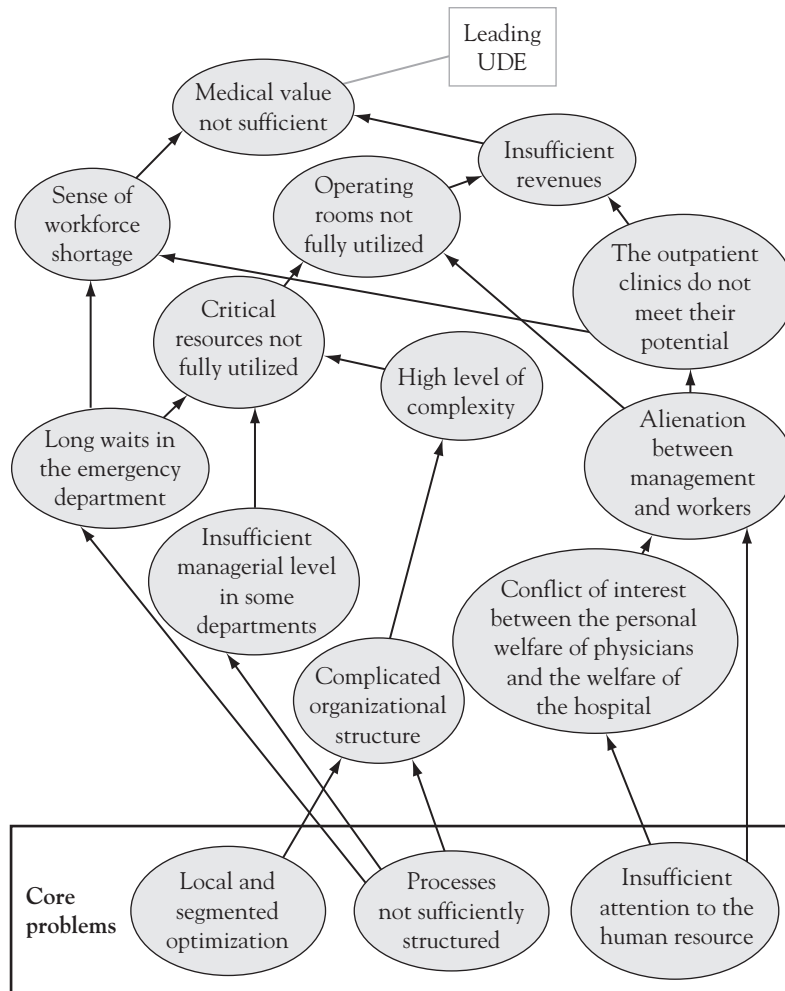 Leading
UDE
Medical value
not sufficient
Insufficient
revenues
Operating
rooms not
fully utilized
Sense of
workforce
shortage
The outpatient
clinics do not
meet their
potential
Critical
resources not
fully utilized
High level of
complexity
Alienation
between
management
and workers
Long waits in
the emergency
department
Insufficient
managerial level
in some
departments
Conflict of interest
between the personal
welfare of physicians
and the welfare of
the hospital
Complicated
organizational
structure
Core
problems
Local and
segmented
optimization
Processes
not sufficiently
structured
Insufficient
attention to the
human resource